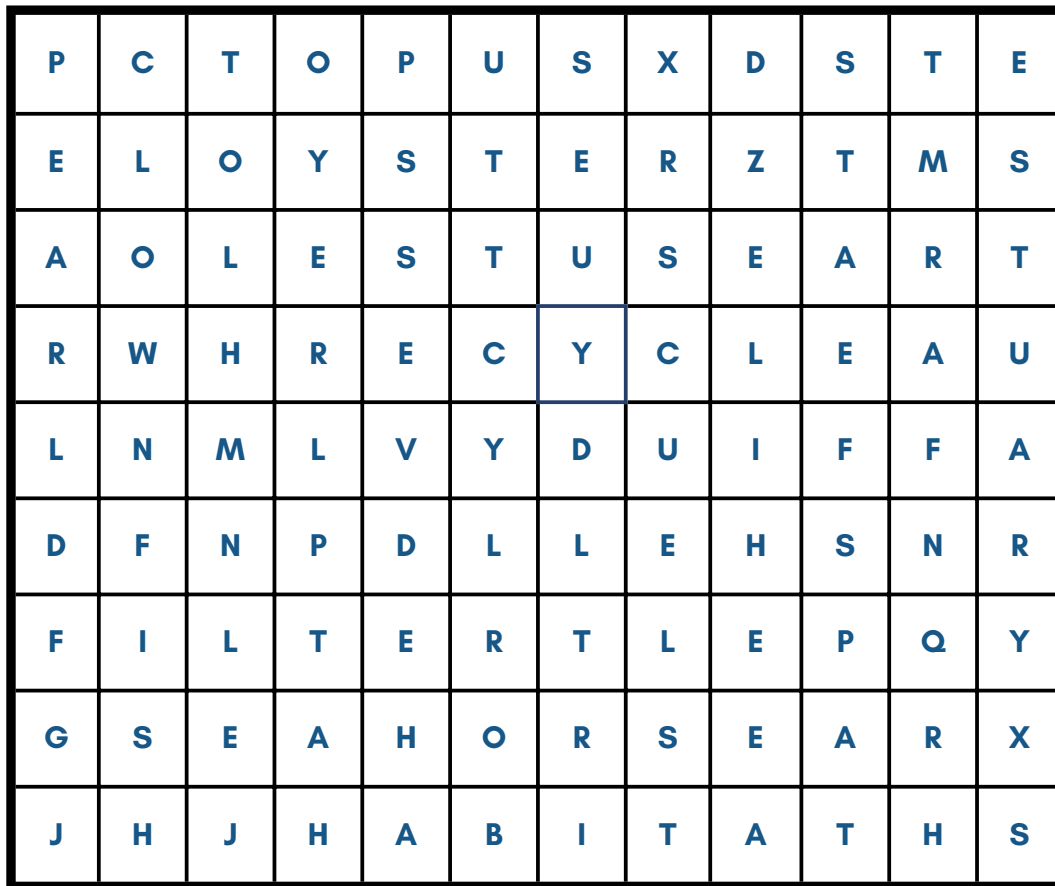 P C T O P U S X D S T E
E L O Y S T E R Z T M S
A O L E S T U S E A R T
R W H R E C Y C L E A U
L N M L V Y D U I F F A
D F N P D L L E H S N R
F I L T E R T L E P Q Y
G S E A H O R S E A R X
J H J H A B I T A T H S